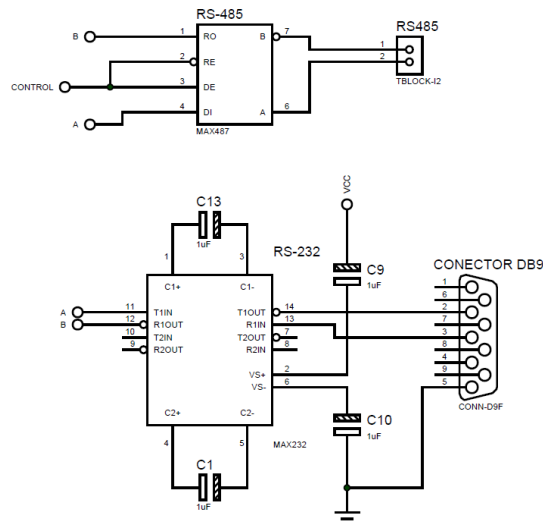 RS-485
B
1
RO
B
7
2
RE
CONTROL
3
DE
4
DI
A
6
A
MAX487
RS485
1
2
TBLOCK-I2
C13
1uF
1
3
RS-232
C1+
C1-
A
11
T1IN
T1OUT
14
B
12
R1OUT
R1IN
13
10
T2IN
T2OUT
7
9
R2OUT
R2IN
8
VS+
2
VS-
6
C2+
C2-
4
5
MAX232
C1
1uF
VCC
C9
1uF
C10
1uF
CONECTOR DB9
1
6
2
7
3
8
4
9
5
CONN-D9F